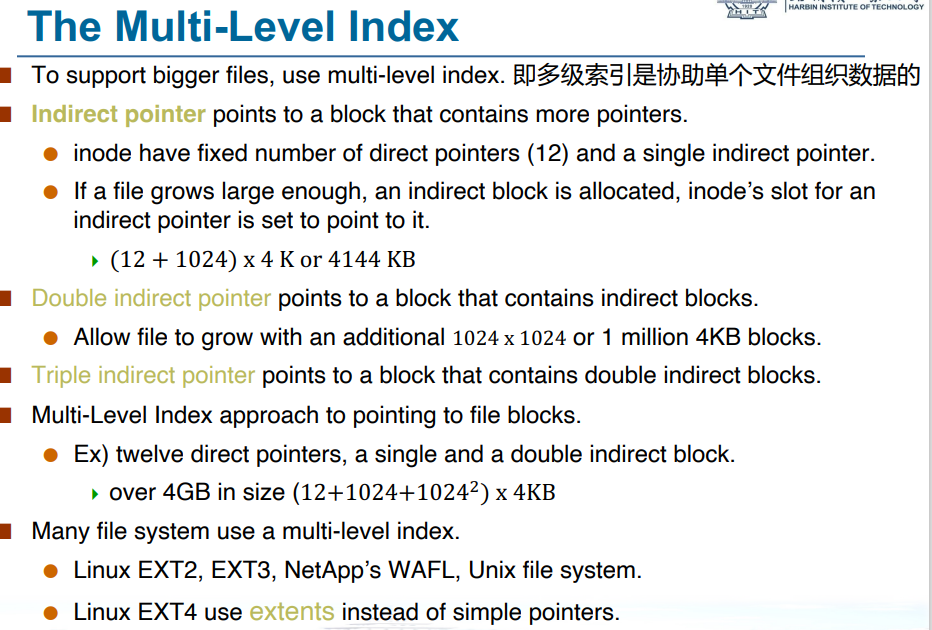 HARBIN INSTITUTE OF TECHNOLOGY
The Multi-Level Index
To support bigger files, use multi-level index. 即多级索引是协助单个文件组织数据的
Indirect pointer points to a block that contains more pointers.
inode have fixed number of direct pointers (12) and a single indirect pointer.
If a file grows large enough, an indirect block is allocated, inode's slot for an
indirect pointer is set to point to it.
(12 + 1024) x 4 K or 4144 KB
Double indirect pointer points to a block that contains indirect blocks.
Allow file to grow with an additional 1024 x 1024 or 1 million 4KB blocks.
Triple indirect pointer points to a block that contains double indirect blocks.
Multi-Level Index approach to pointing to file blocks.
Ex) twelve direct pointers, a single and a double indirect block.
over 4GB in size (12+1024+1024²) x 4KB
Many file system use a multi-level index.
Linux EXT2, EXT3, NetApp's WAFL, Unix file system.
Linux EXT4 use extents instead of simple pointers.